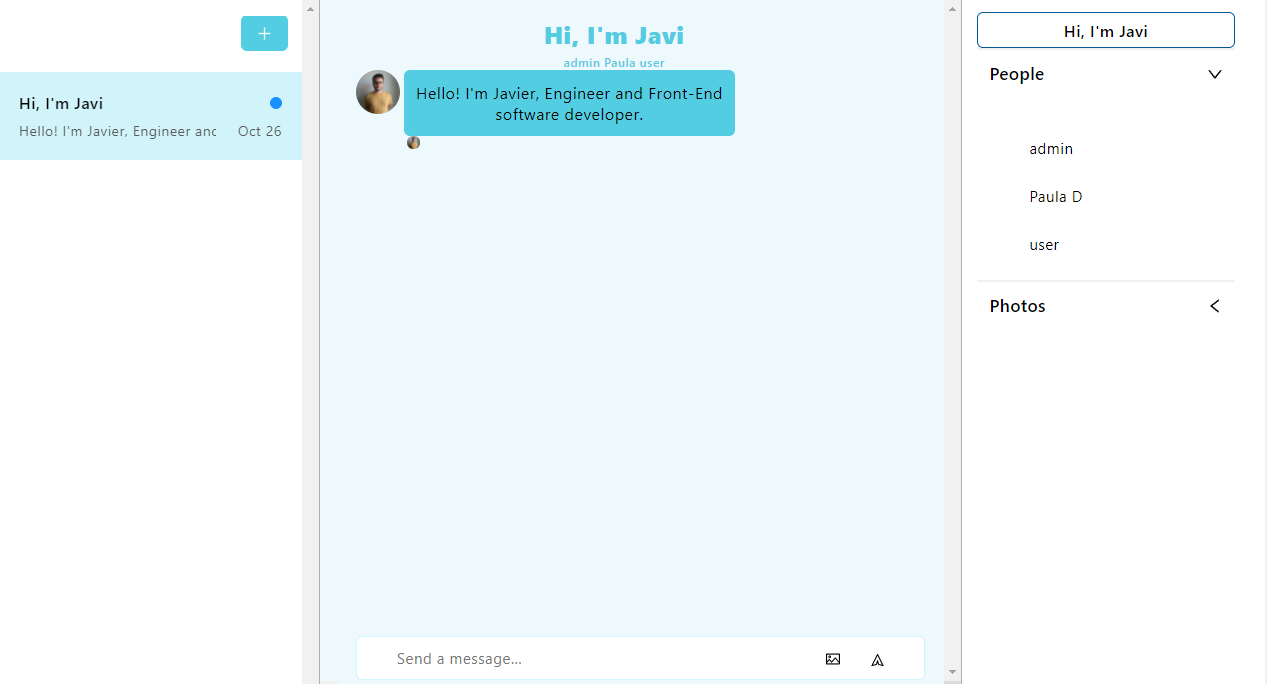 Hi, I'm Javi
Hello! I'm Javier, Engineer and
Oct 26
Hi, I'm Javi
admin Paula user
Hello! I'm Javier, Engineer and Front-End
software developer.
Send a message...
Hi, I'm Javi
People
admin
Paula D
user
Photos